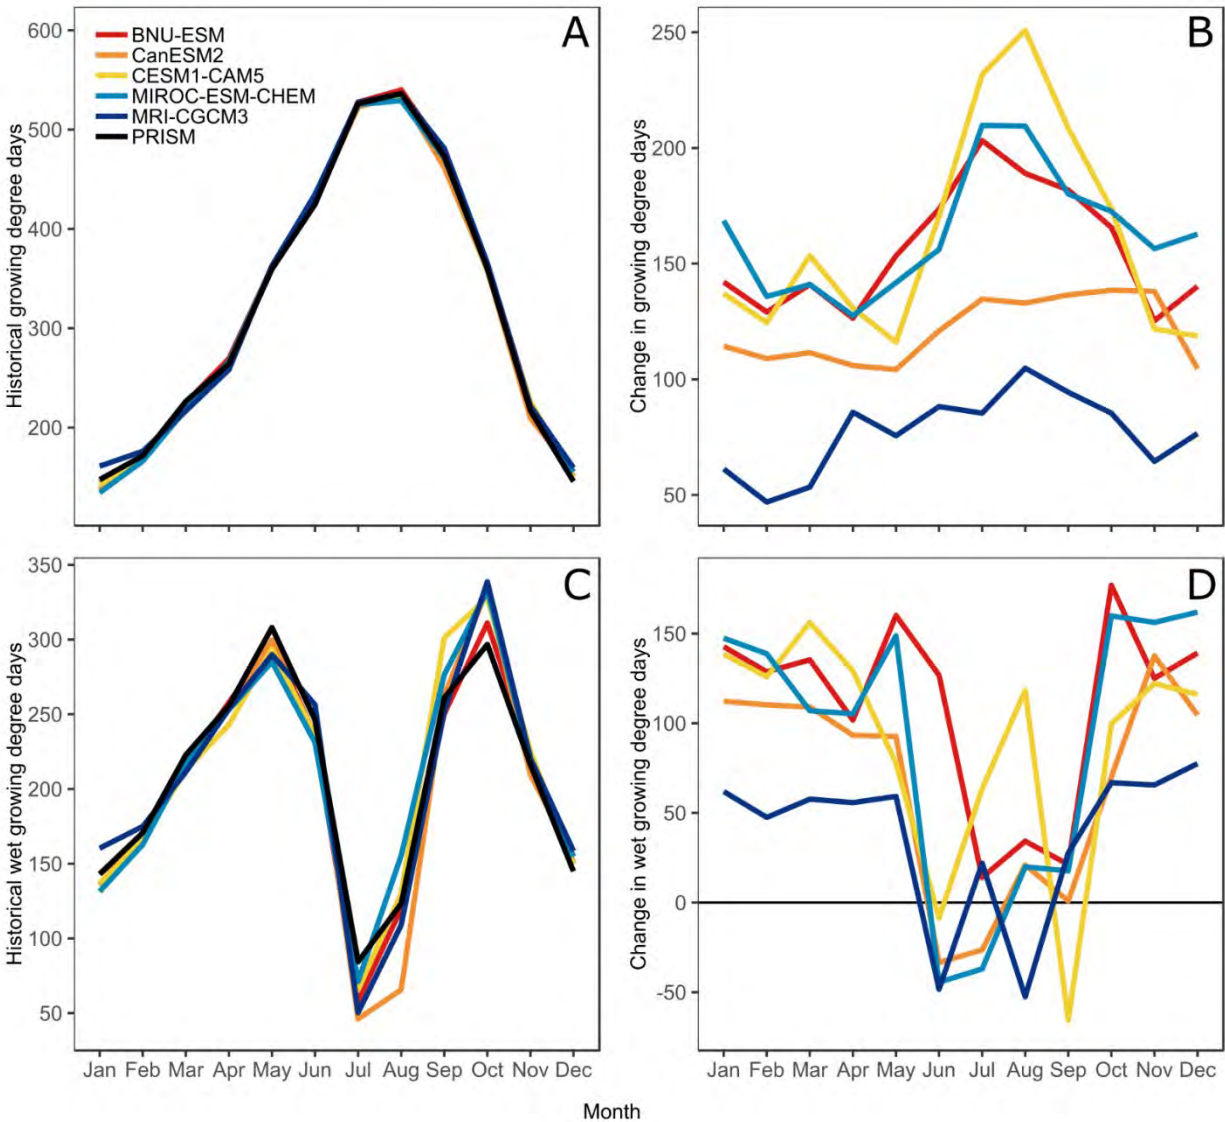 A
BNU-ESM
CanESM2
CESM1-CAM5
MIROC-ESM-CHEM
MRI-CGCM3
PRISM
Historical growing degree days
600
500
400
300
200
B
Change in growing degree days
250
200
150
100
50
C
Historical wet growing degree days
350
300
250
200
150
100
50
Jan Feb Mar Apr May Jun Jul Aug Sep Oct Nov Dec
D
Change in wet growing degree days
150
100
50
0
-50
Jan Feb Mar Apr May Jun Jul Aug Sep Oct Nov Dec
Month